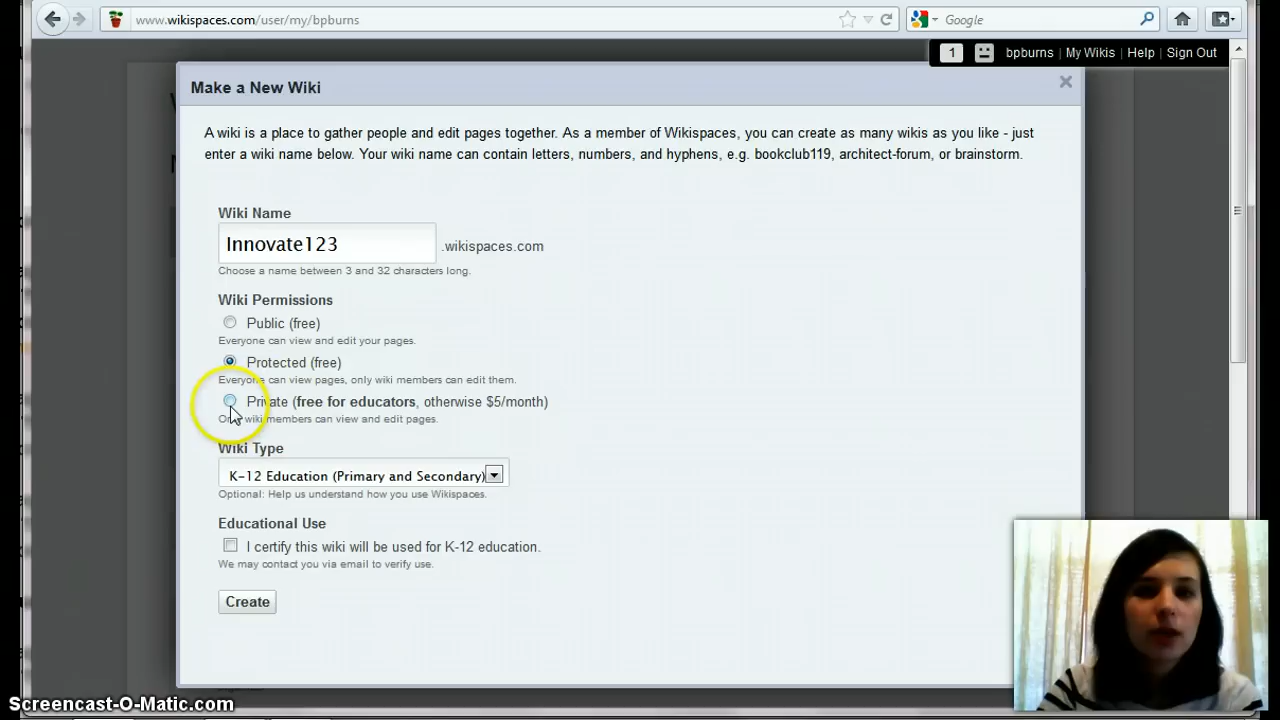 www.wikispaces.com/user/my/bpburns
Google
1 bpburns My Wikis Help Sign Out
Make a New Wiki
A wiki is a place to gather people and edit pages together. As a member of Wikispaces, you can create as many wikis as you like - just
enter a wiki name below. Your wiki name can contain letters, numbers, and hyphens, e.g. bookclub119, architect-forum, or brainstorm.
Wiki Name
Innovate123 .wikispaces.com
Choose a name between 3 and 32 characters long.
Wiki Permissions
Public (free)
Everyone can view and edit your pages.
Protected (free)
Everyone can view pages, only wiki members can edit them.
Private (free for educators, otherwise $5/month)
wiki members can view and edit pages.
Wiki Type
K-12 Education (Primary and Secondary)
Optional: Help us understand how you use Wikispaces.
Educational Use
I certify this wiki will be used for K-12 education.
We may contact you via email to verify use.
Create
Screencast-O-Matic.com